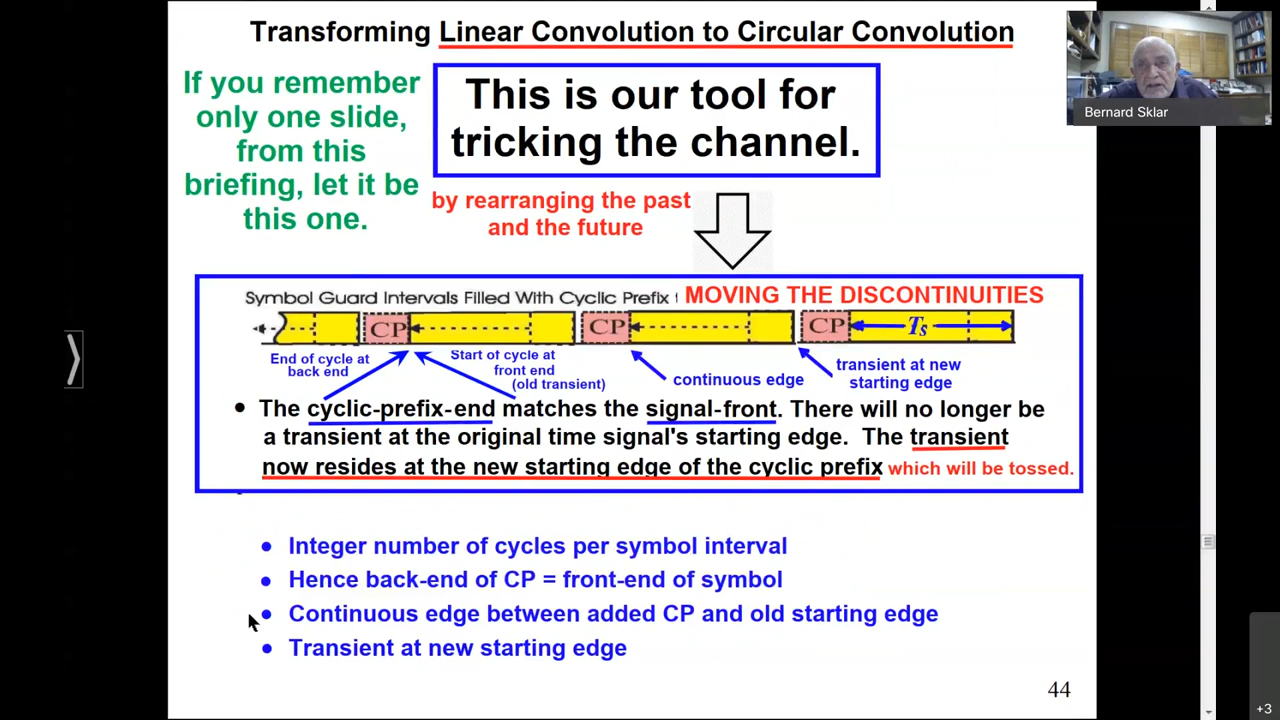 Transforming Linear Convolution to Circular Convolution
If you remember
only one slide,
from this
briefing, let it be
this one.
This is our tool for
tricking the channel.
by rearranging the past
and the future
Bernard Sklar
Symbol Guard Intervals Filled With Cyclic Prefix
MOVING THE DISCONTINUITIES
CP
CP
CP
Ts
End of cycle at
back end
Start of cycle at
front end
(old transient)
continuous edge
transient at new
starting edge
• The cyclic-prefix-end matches the signal-front. There will no longer be
a transient at the original time signal's starting edge. The transient
now resides at the new starting edge of the cyclic prefix which will be tossed.
• Integer number of cycles per symbol interval
• Hence back-end of CP = front-end of symbol
• Continuous edge between added CP and old starting edge
• Transient at new starting edge
44
+3